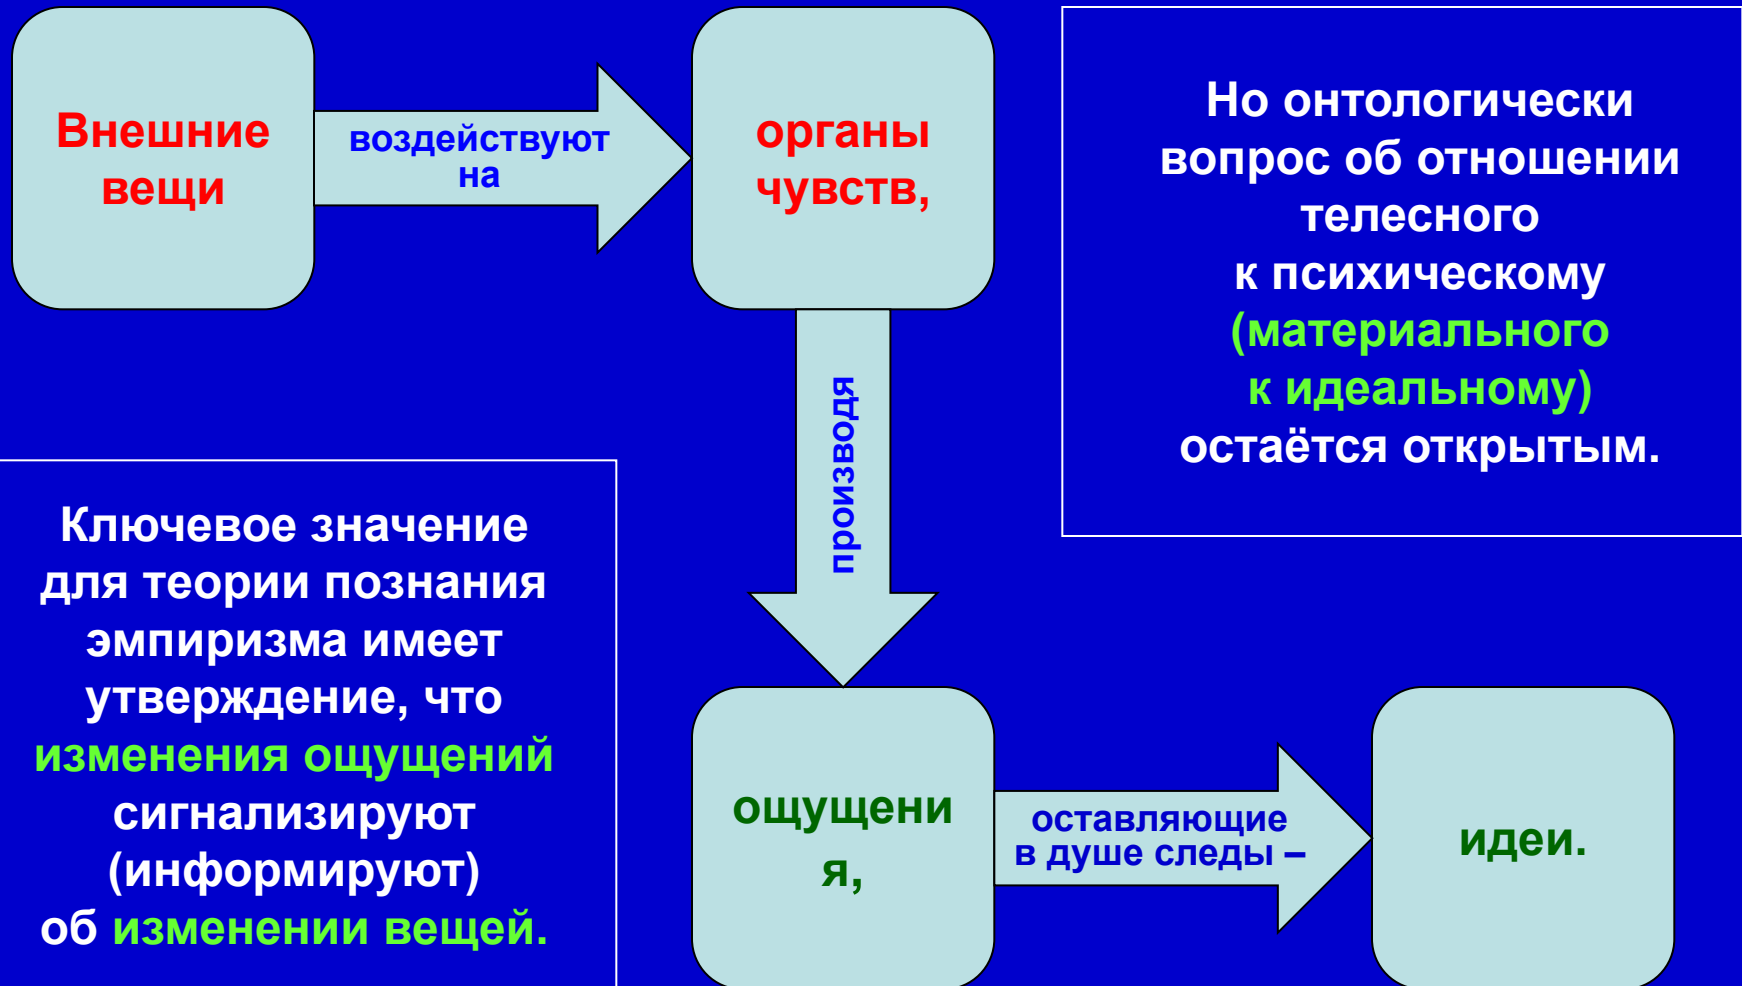 Внешние
вещи
воздействуют
на
органы
чувств,
производя
ощущени
я,
оставляющие
в душе следы –
идеи.
Но онтологически
вопрос об отношении
телесного
к психическому
(материального
к идеальному)
остаётся открытым.
Ключевое значение
для теории познания
эмпиризма имеет
утверждение, что
изменения ощущений
сигнализируют
(информируют)
об изменении вещей.